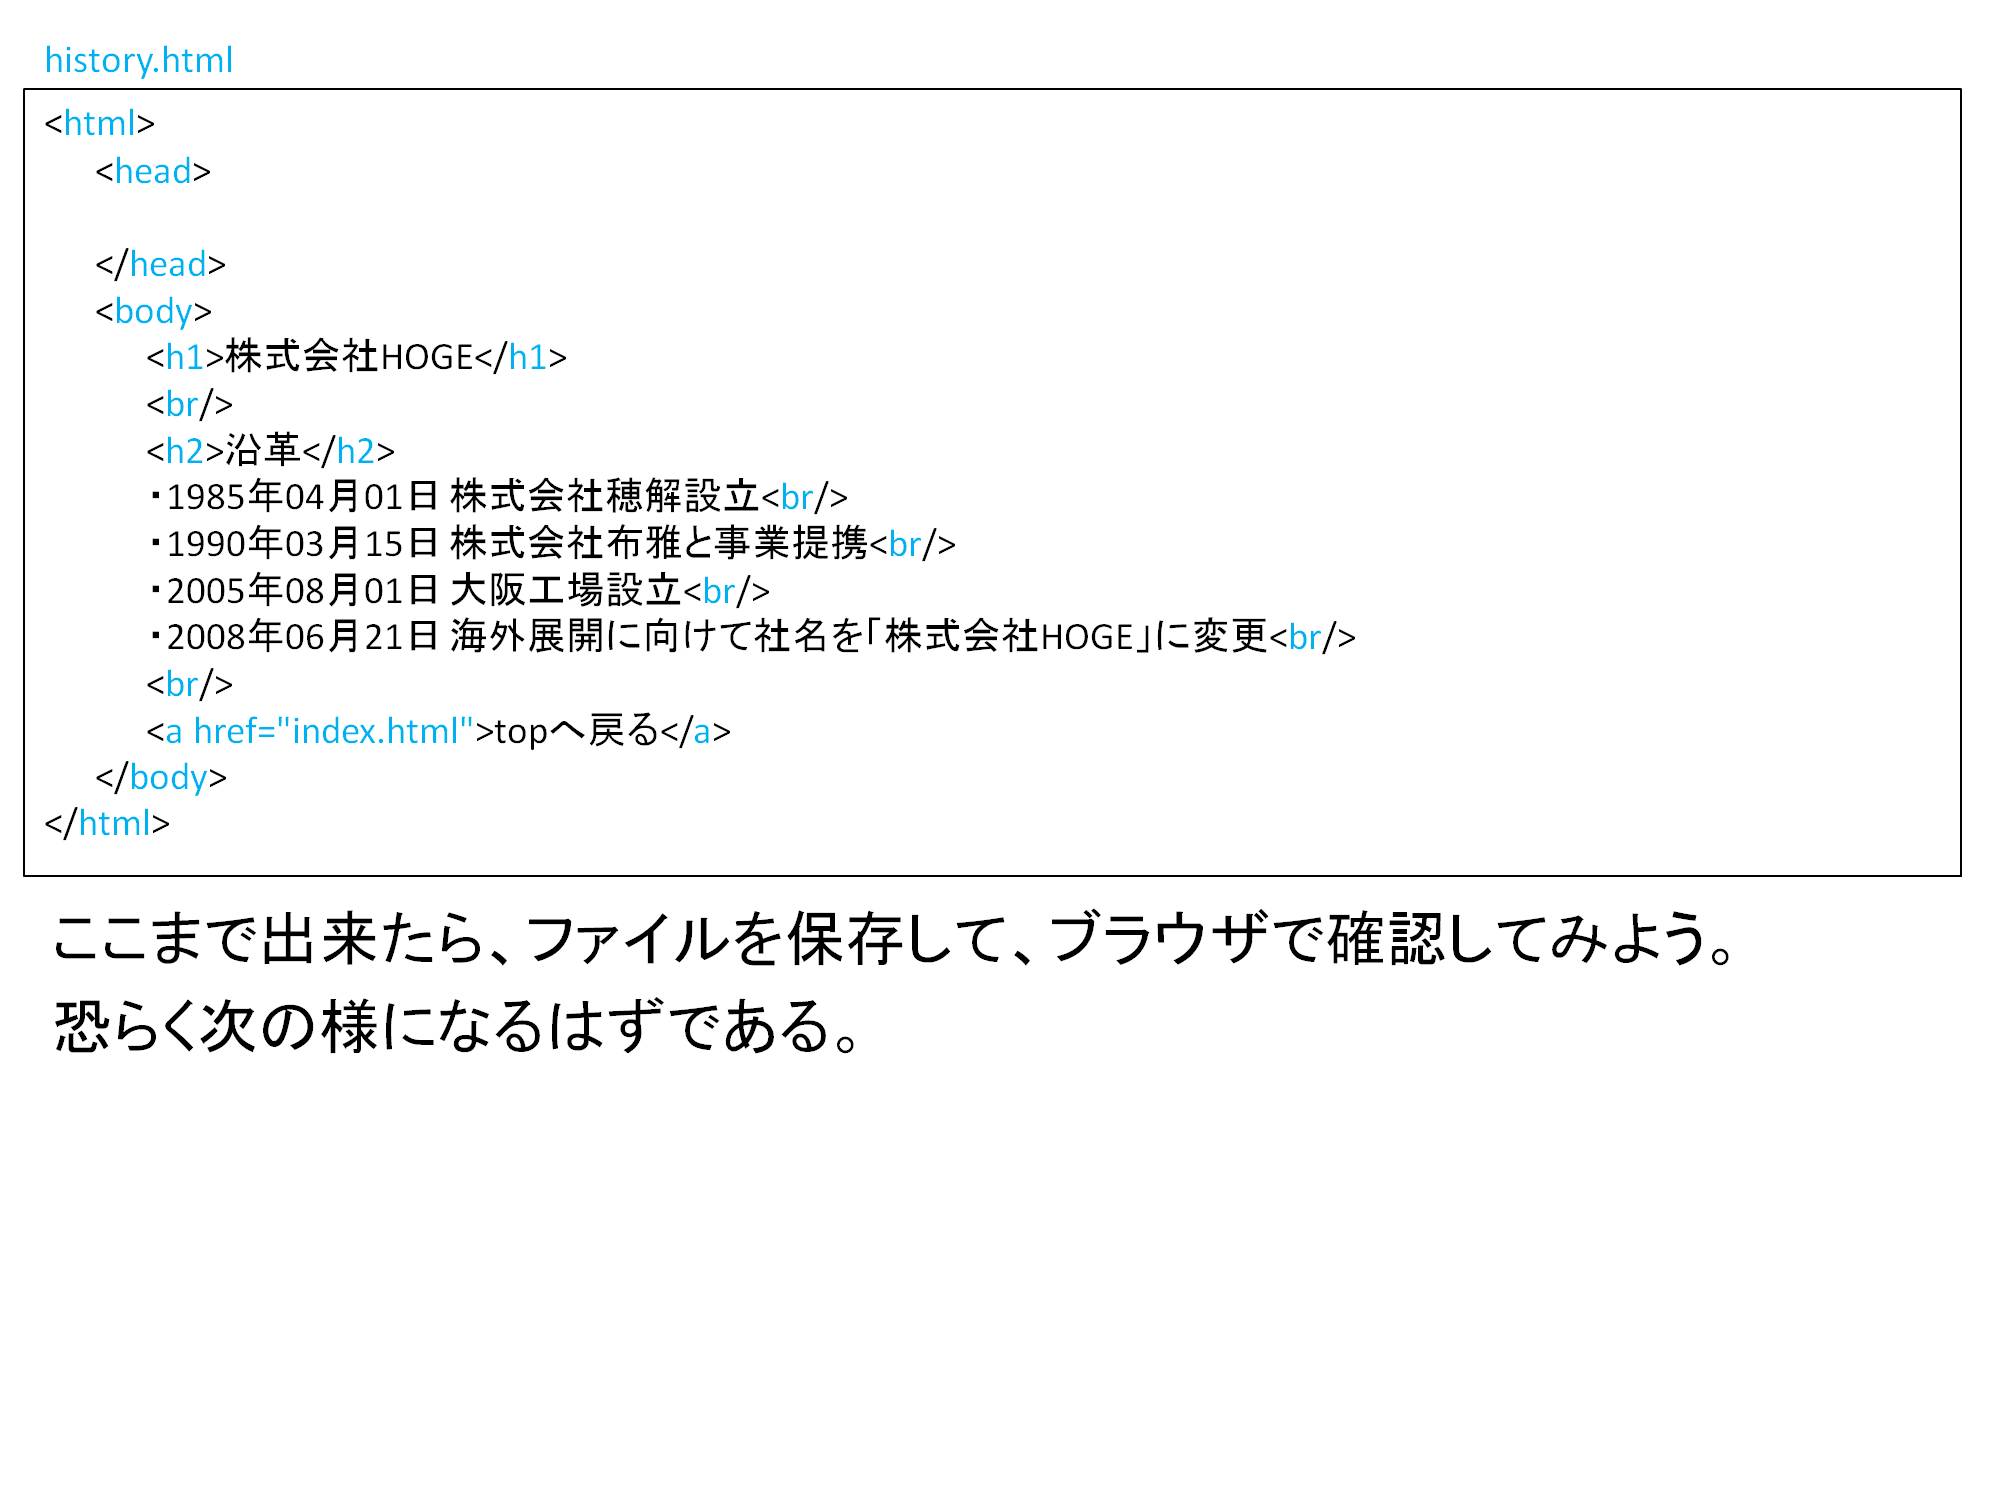 history.html
<html>
<head>
</head>
<body>
<h1>株式会社HOGE</h1>
<br/>
<h2>沿革</h2>
・1985年04月01日 株式会社穂解設立<br/>
・1990年03月15日 株式会社布雅と事業提携<br/>
・2005年08月01日 大阪工場設立<br/>
・2008年06月21日 海外展開に向けて社名を「株式会社HOGE」に変更<br/>
<br/>
<a href="index.html">topへ戻る</a>
</body>
</html>
ここまで出来たら、ファイルを保存して、ブラウザで確認してみよう。
恐らく次の様になるはずである。